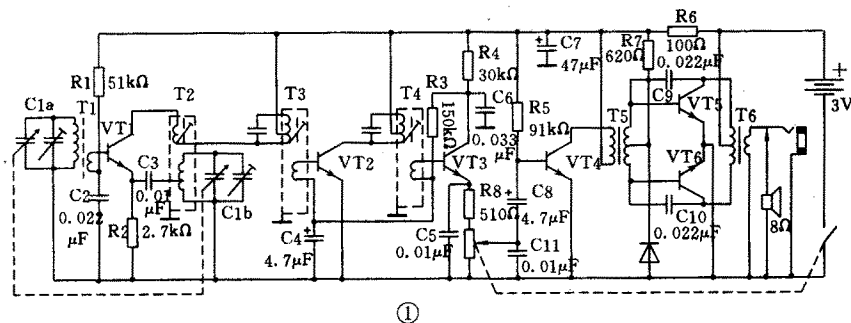 R1
51kΩ
C1a
T1
T2
VT1
C3
0.01
μF
C2
0.022
μF
R2
2.7kΩ
C1b
T3
VT2
C4
4.7μF
T4
R3
150kΩ
R4
30kΩ
C6
0.033
μF
VT3
R8
510Ω
C5
0.01μF
R5
91kΩ
C7
47μF
VT4
C8
4.7μF
C11
0.01μF
R7
620Ω
R6
100Ω
0.022μF
C9
T5
VT5
VT6
T6
C10
0.022μF
8Ω
3V
①